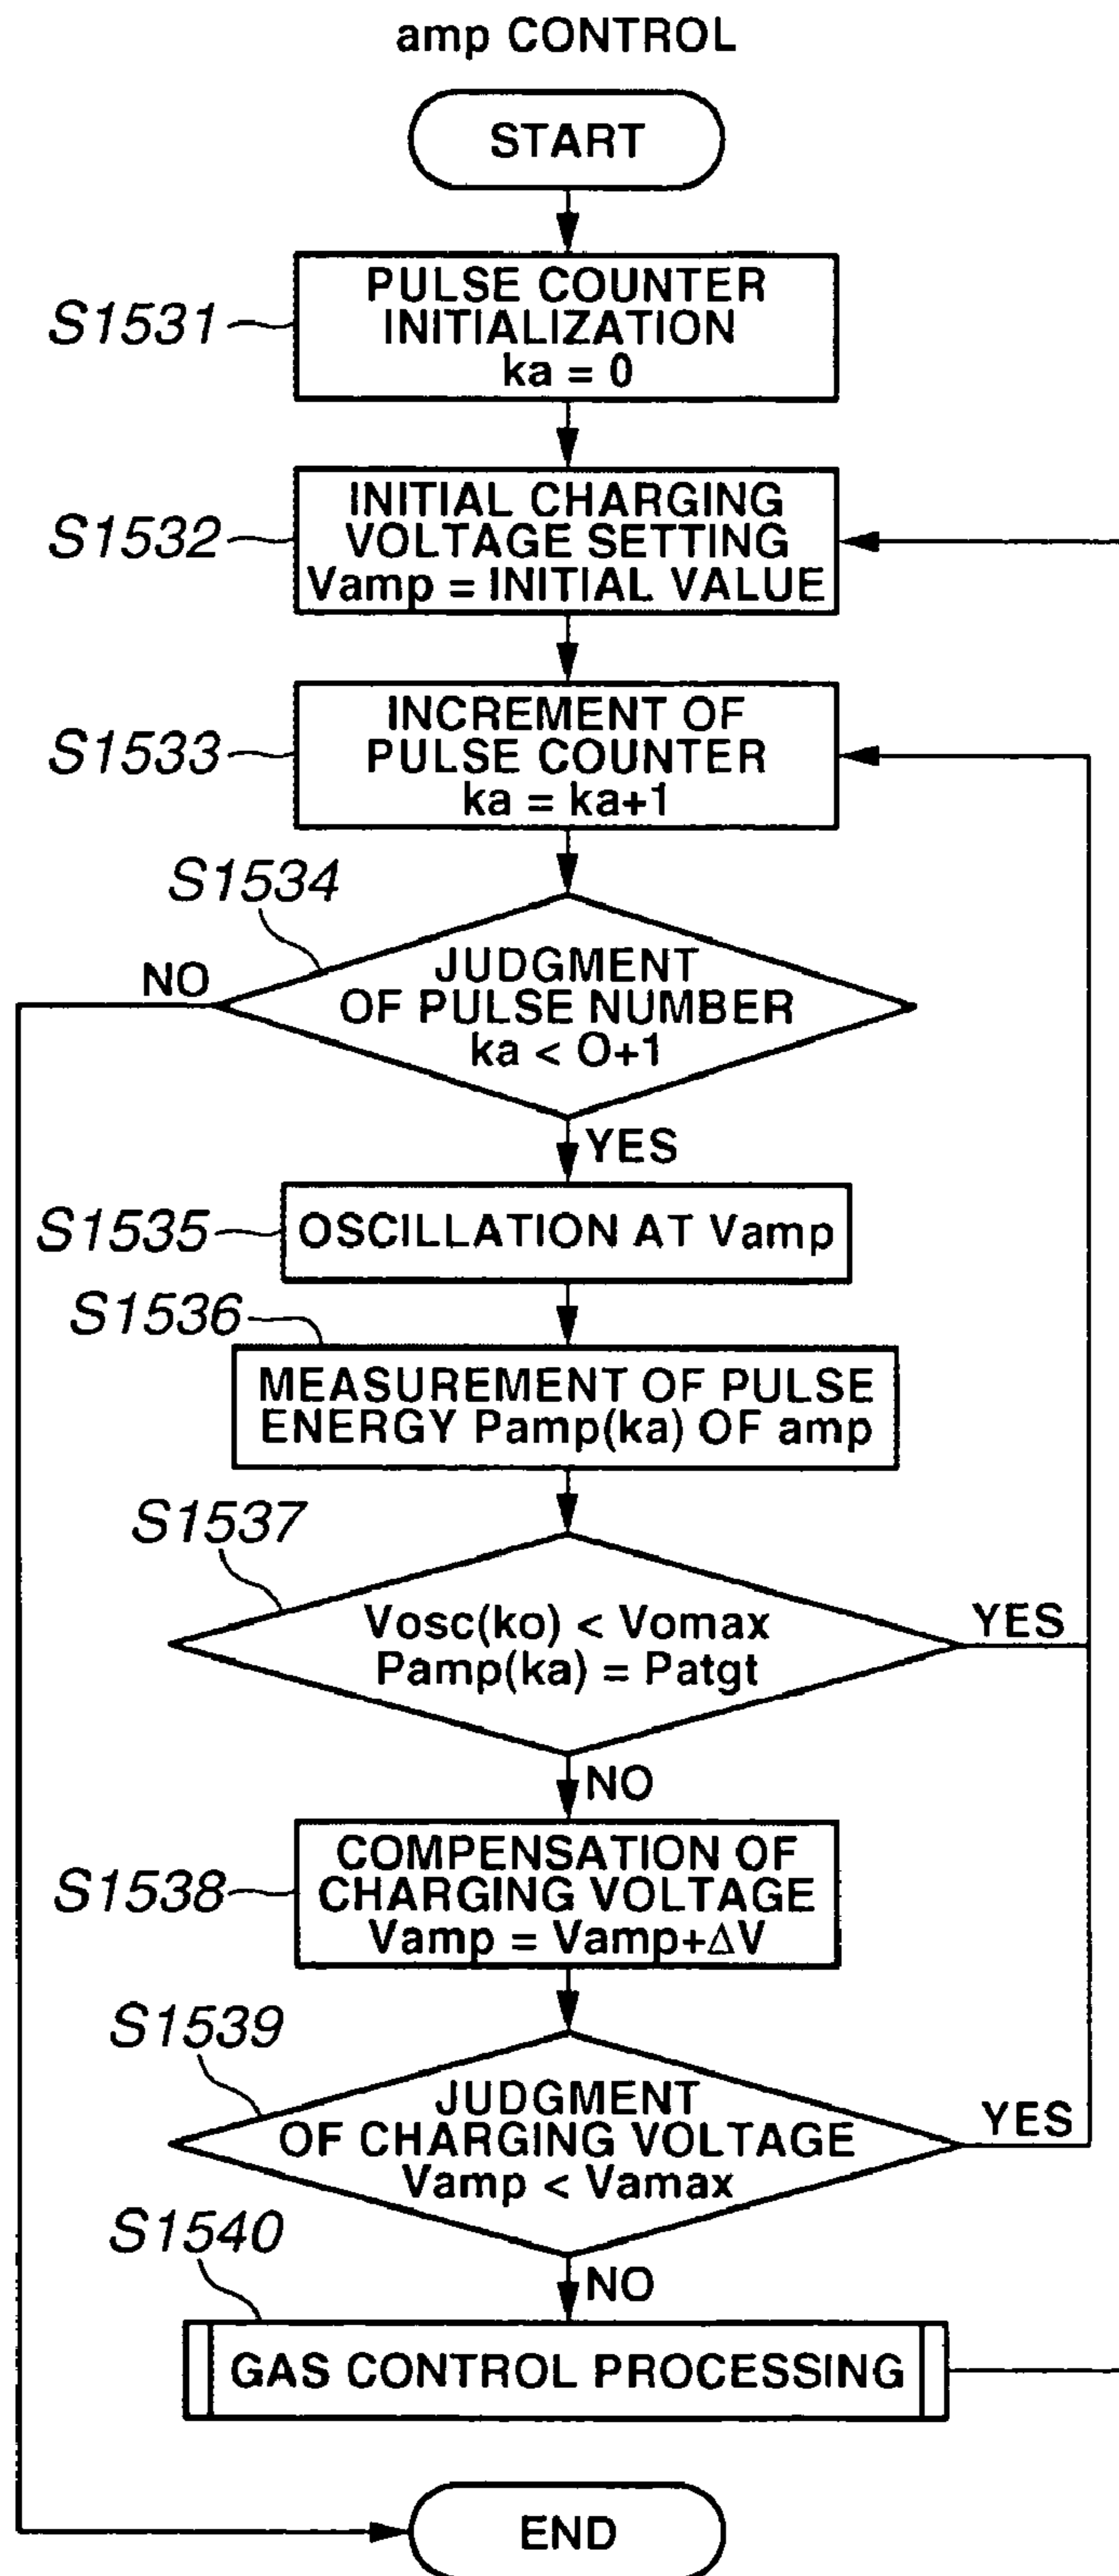 amp CONTROL
START
S1531
PULSE COUNTER
INITIALIZATION
ka = 0
S1532
INITIAL CHARGING
VOLTAGE SETTING
Vamp = INITIAL VALUE
S1533
INCREMENT OF
PULSE COUNTER
ka = ka+1
S1534
NO
JUDGMENT
OF PULSE NUMBER
ka < O+1
YES
S1535
OSCILLATION AT Vamp
S1536
MEASUREMENT OF PULSE
ENERGY Pamp(ka) OF amp
S1537
Vosc(ko) < Vomax
Pamp(ka) = Patgt
YES
NO
S1538
COMPENSATION OF
CHARGING VOLTAGE
Vamp = Vamp+ΔV
S1539
JUDGMENT
OF CHARGING VOLTAGE
Vamp < Vamax
YES
S1540
NO
GAS CONTROL PROCESSING
END